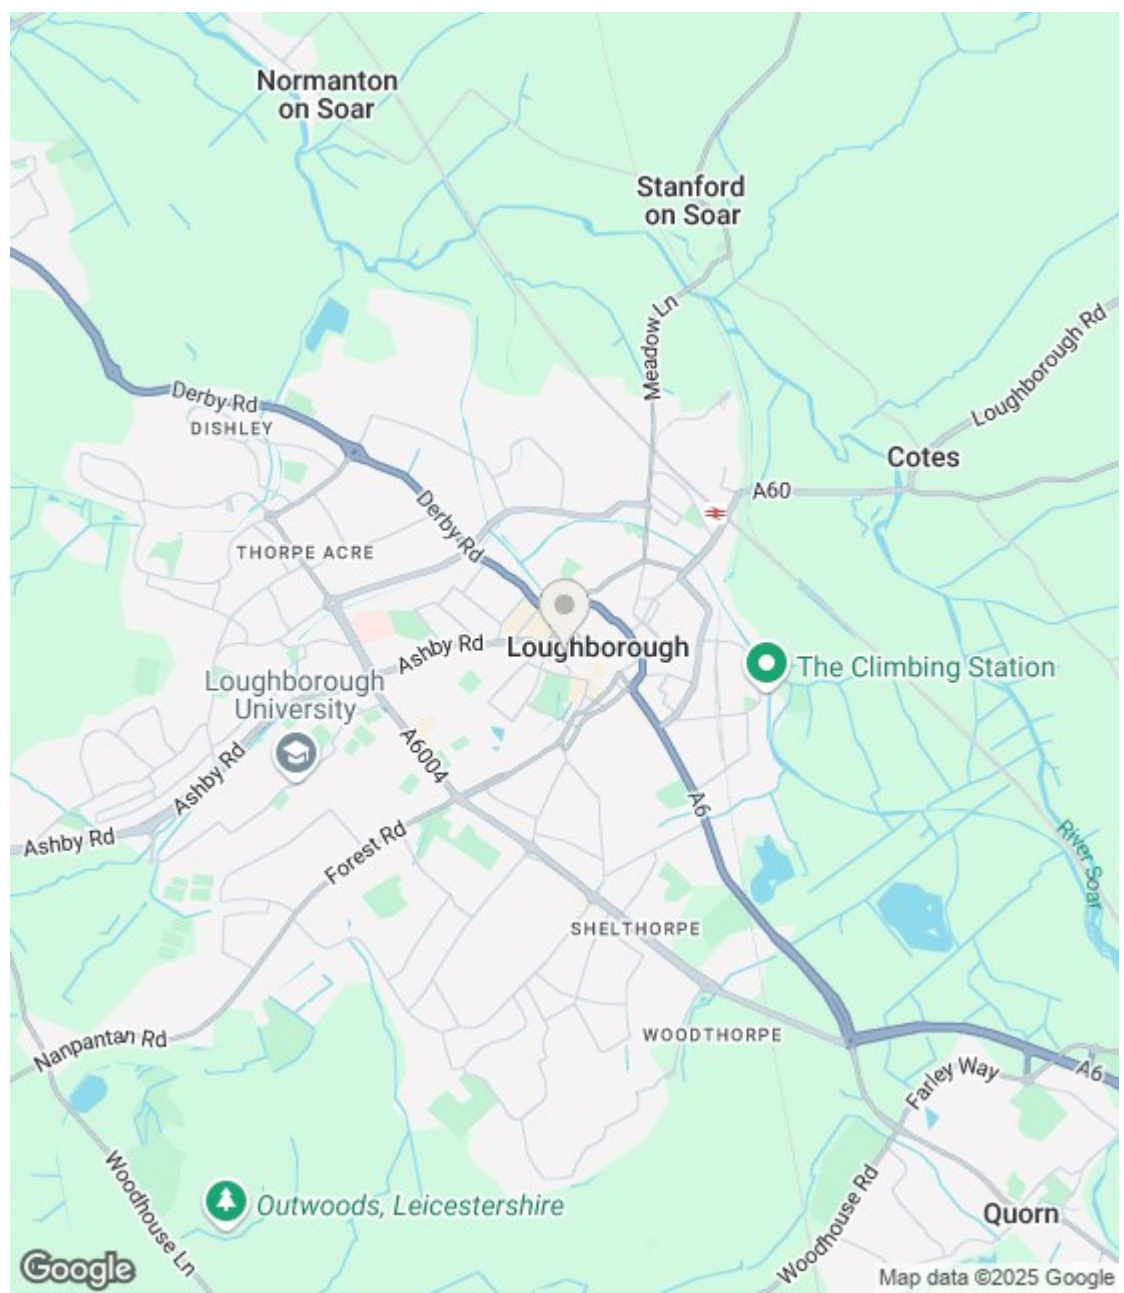 Normanton
on Soar
Stanford
on Soar
Meadow Ln
Loughborough Rd
Derby Rd
DISHLEY
Cotes
A60
Derby Rd
THORPE ACRE
Ashby Rd
Loughborough
The Climbing Station
Loughborough
University
A6004
Ashby Rd
A6
Ashby Rd
Forest Rd
River Soar
SHELTHORPE
WOODTHORPE
Nanpantan Rd
Farley Way
A6
Woodhouse Ln
Outwoods, Leicestershire
Woodhouse Rd
Quorn
Google
Map data ©2025 Google